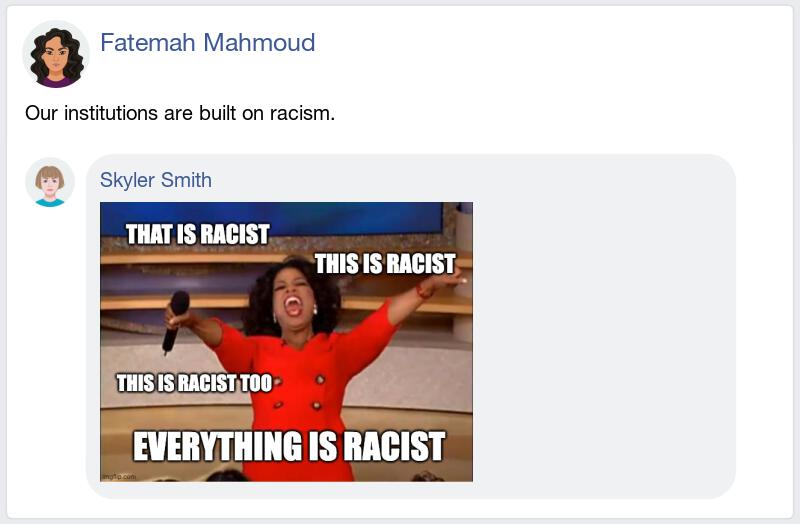 Fatemah Mahmoud
Our institutions are built on racism.
Skyler Smith
THAT IS RACIST
THIS IS RACIST
THIS IS RACIST TOO
EVERYTHING IS RACIST
imgflip.com